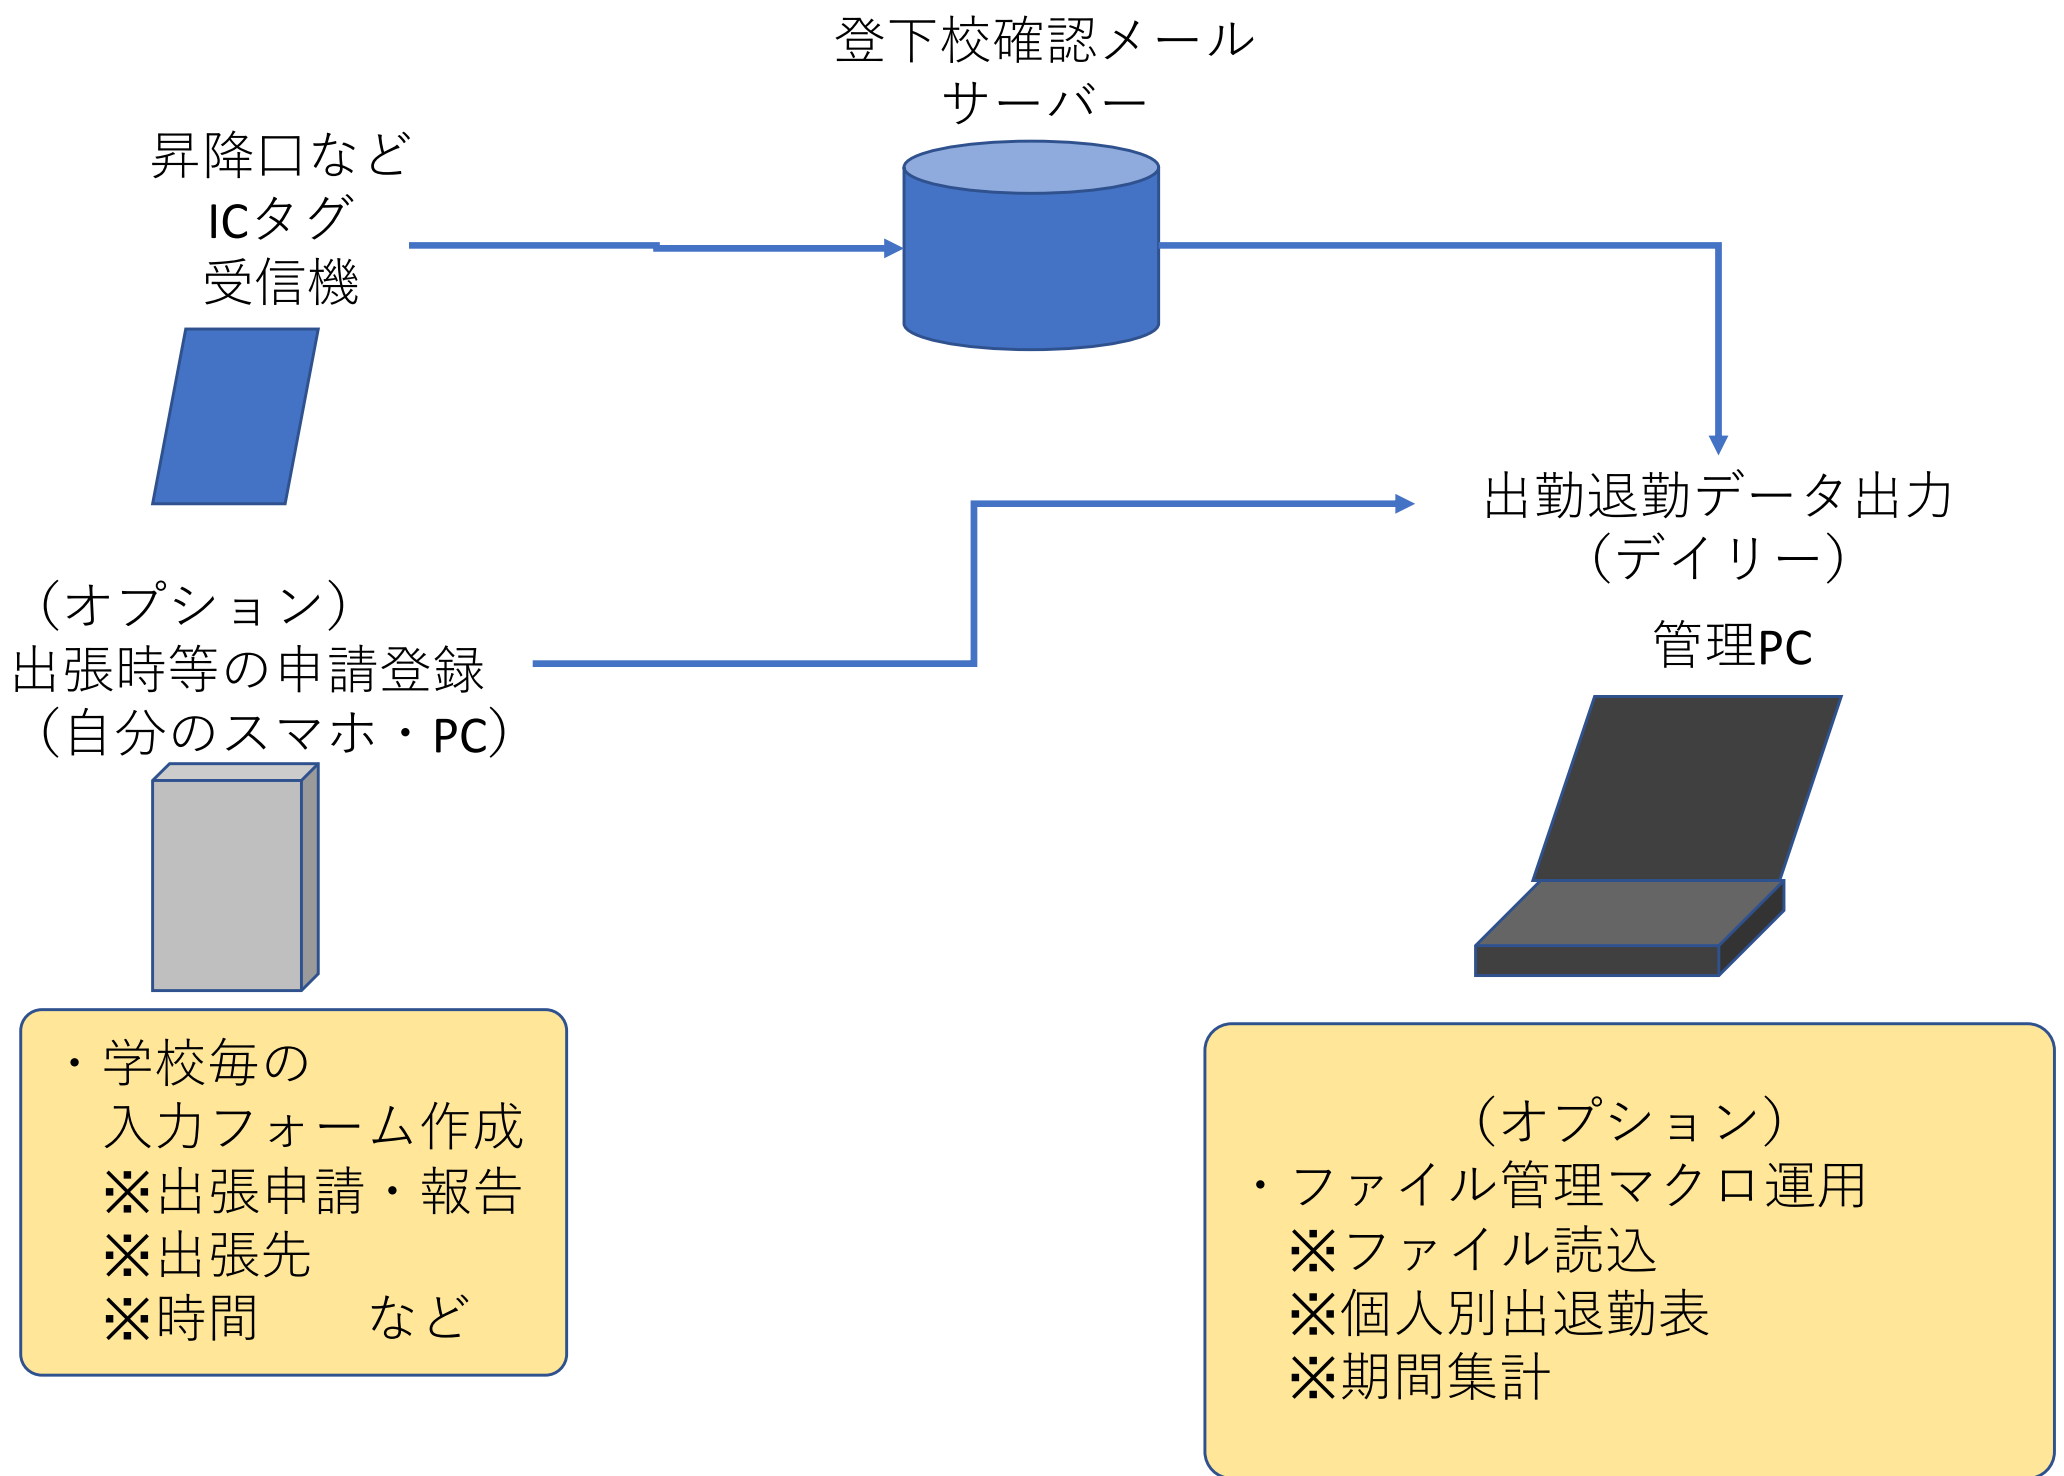 登下校確認メール
サーバー
昇降口など
ICタグ
受信機
出勤退勤データ出力
（デイリー）
管理PC
（オプション）
出張時等の申請登録
（自分のスマホ・PC）
・学校毎の
入力フォーム作成
※出張申請・報告
※出張先
※時間　　など
（オプション）
・ファイル管理マクロ運用
※ファイル読込
※個人別出退勤表
※期間集計